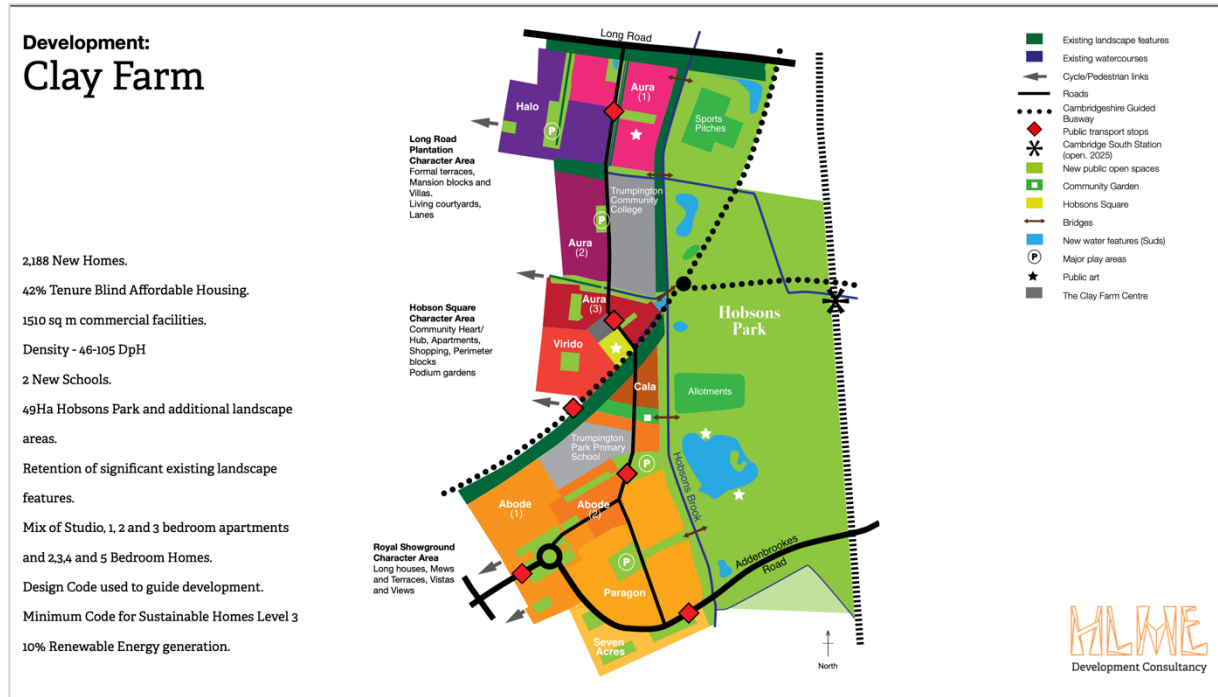 Development:
Clay Farm
2,188 New Homes.
42% Tenure Blind Affordable Housing.
1510 sq m commercial facilities.
Density - 46-105 DpH
2 New Schools.
49Ha Hobsons Park and additional landscape
areas.
Retention of significant existing landscape
features.
Mix of Studio, 1, 2 and 3 bedroom apartments
and 2,3,4 and 5 Bedroom Homes.
Design Code used to guide development.
Minimum Code for Sustainable Homes Level 3
10% Renewable Energy generation.
Long Road
Plantation
Character Area
Formal terraces,
Mansion blocks and
Villas.
Living courtyards,
Lanes
Hobson Square
Character Area
Community Heart/
Hub, Apartments,
Shopping, Perimeter
blocks
Podium gardens
Royal Showground
Character Area
Long houses, Mews
and Terraces, Vistas
and Views
Long Road
Halo
P
Aura
(1)
Sports
Pitches
Trumpington
Community
College
P
Aura
(2)
Aura
(3)
Virido
Hobsons
Park
Cala
Allotments
Trumpington
Park Primary
School
P
Hobsons Brook
Abode
(1)
Abode
(2)
P
Paragon
Addenbrookes
Road
Seven
Acres
North
Existing landscape features
Existing watercourses
Cycle/Pedestrian links
Roads
Cambridgeshire Guided
Busway
Public transport stops
Cambridge South Station
(open. 2025)
New public open spaces
Community Garden
Hobsons Square
Bridges
New water features (Suds)
P
Major play areas
Public art
The Clay Farm Centre
HLME
Development Consultancy